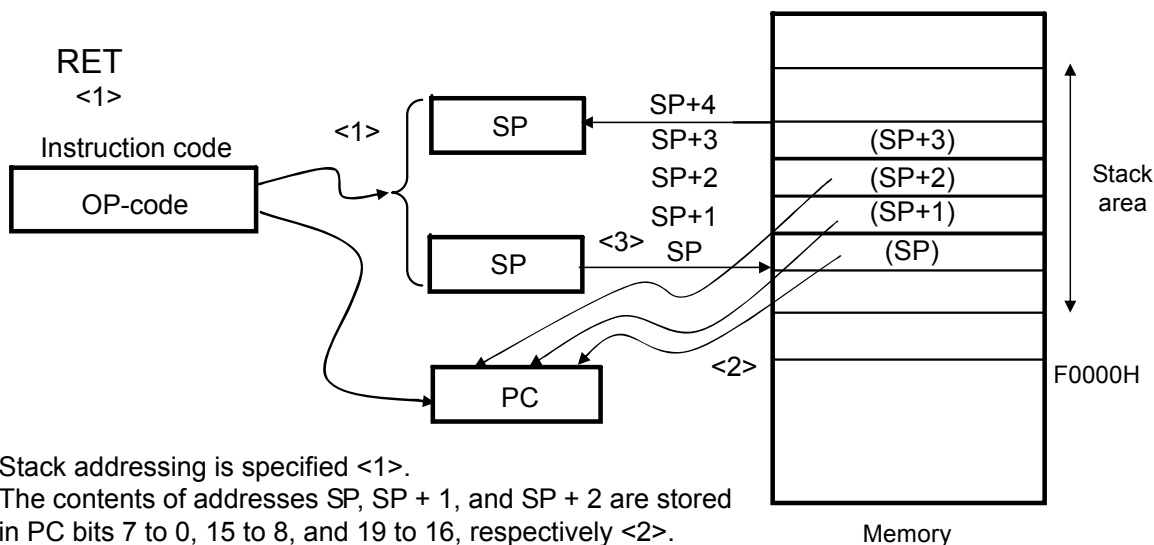 RET
<1>
Instruction code
OP-code
<1>
SP
SP
PC
SP+4
SP+3
SP+2
SP+1
<3>
SP
<2>
(SP+3)
(SP+2)
(SP+1)
(SP)
Stack
area
F0000H
Memory
Stack addressing is specified <1>.
The contents of addresses SP, SP + 1, and SP + 2 are stored
in PC bits 7 to 0, 15 to 8, and 19 to 16, respectively <2>.